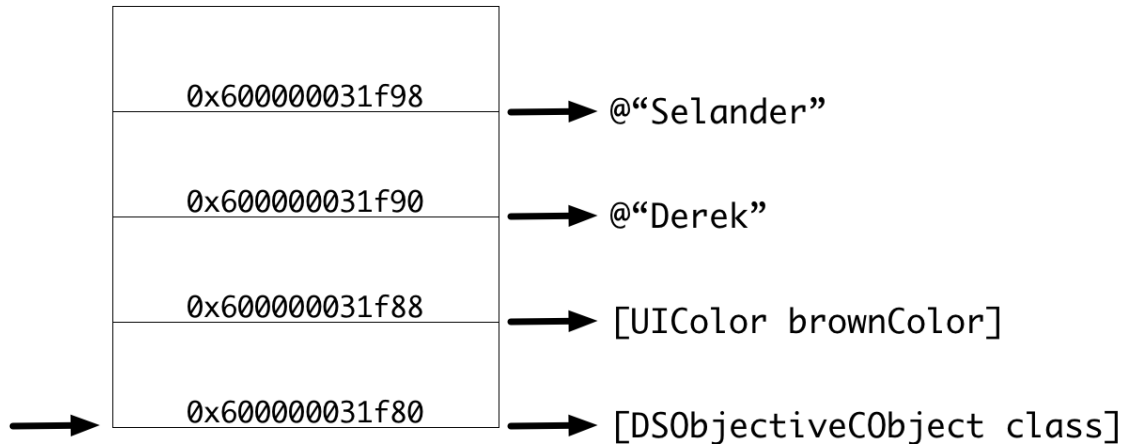 0x600000031f98
@“Selander”
0x600000031f90
@“Derek”
0x600000031f88
[UIColor brownColor]
0x600000031f80
[DSObjectiveCObject class]